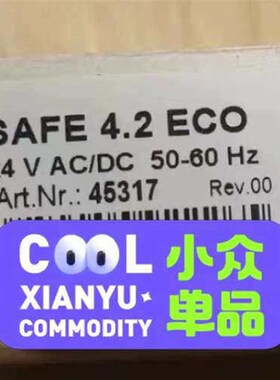 SAFE 4.2 ECO
4 V AC/DC 50-60 Hz
Art.Nr.: 45317 Rev.00
COOL 小众
XIANYU 单品
COMMODITY